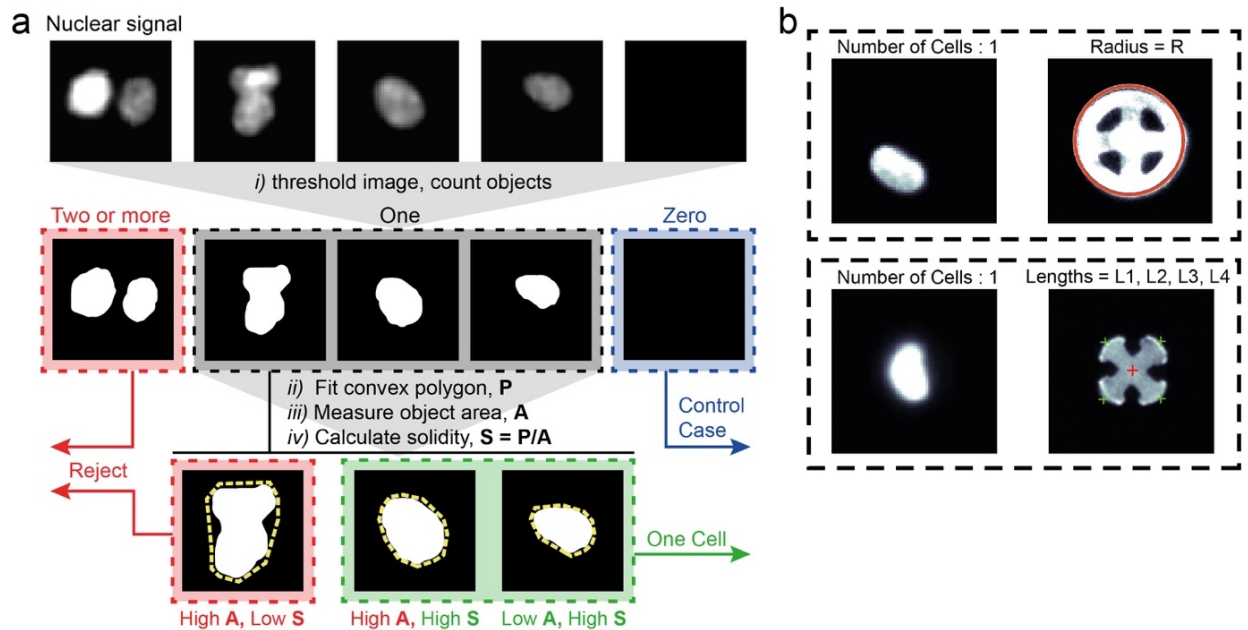 a
Nuclear signal
i) threshold image, count objects
Two or more
One
Zero
ii) Fit convex polygon, P
iii) Measure object area, A
iv) Calculate solidity, S = P/A
Control
Case
Reject
One Cell
High A, Low S
High A, High S
Low A, High S
b
Number of Cells : 1
Radius = R
Number of Cells : 1
Lengths = L1, L2, L3, L4